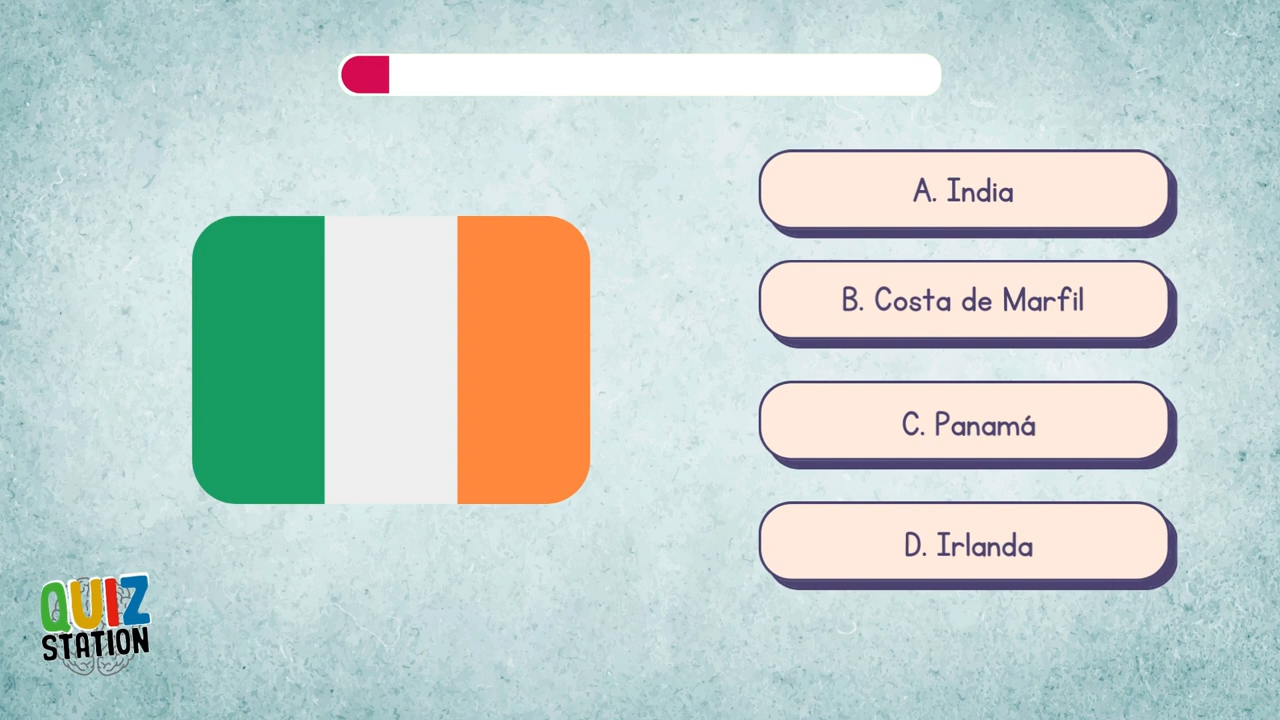 A. India
B. Costa de Marfil
C. Panamá
D. Irlanda
QUIZ
STATION